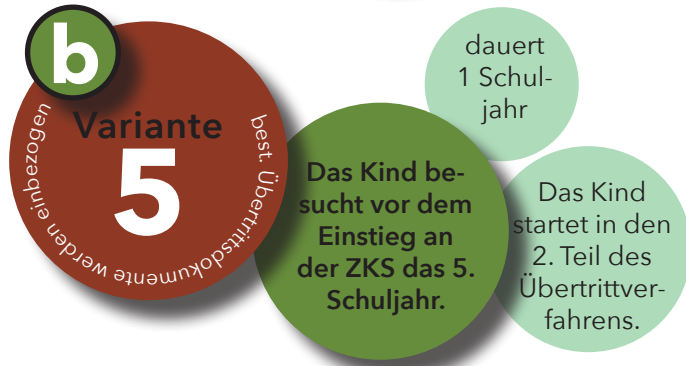 b
Variante
5
best. Übertrittsdokumente werden einbezogen
Das Kind be-
sucht vor dem
Einstieg an
der ZKS das 5.
Schuljahr.
dauert
1 Schul-
jahr
Das Kind
startet in den
2. Teil des
Übertrittver-
fahrens.